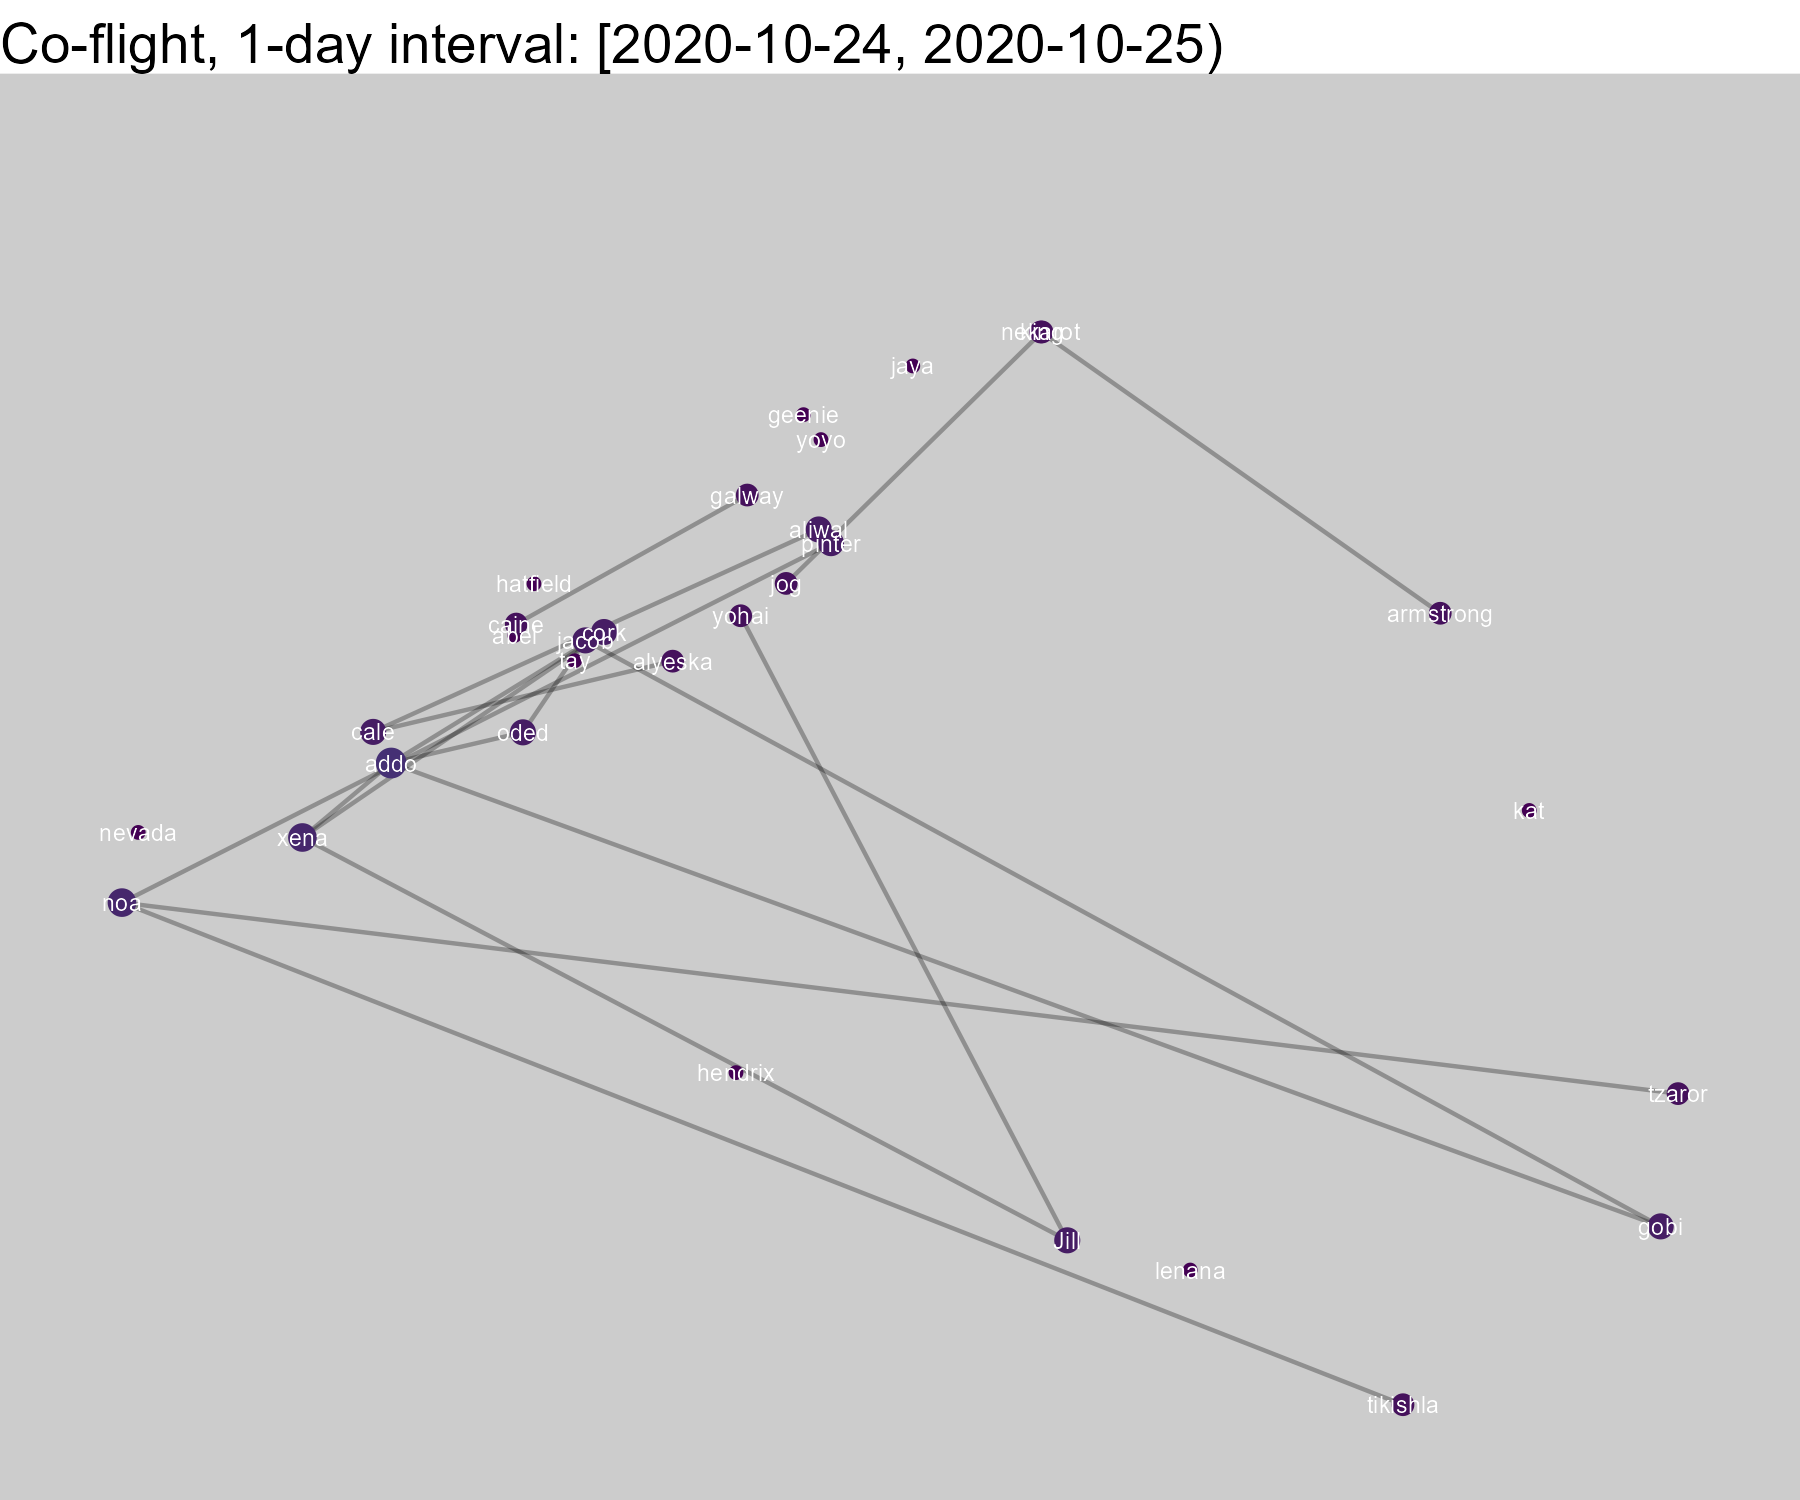 Co-flight, 1-day interval: [2020-10-24, 2020-10-25)
jaya
geenie
yoyo
galway
aliwal
pinter
hatfield
jog
caine
abel
yohai
armstrong
cork
jacob
tay
alyeska
cale
oded
addo
kat
nevada
xena
noa
hendrix
tzaror
gobi
Jill
lenana
tikishla